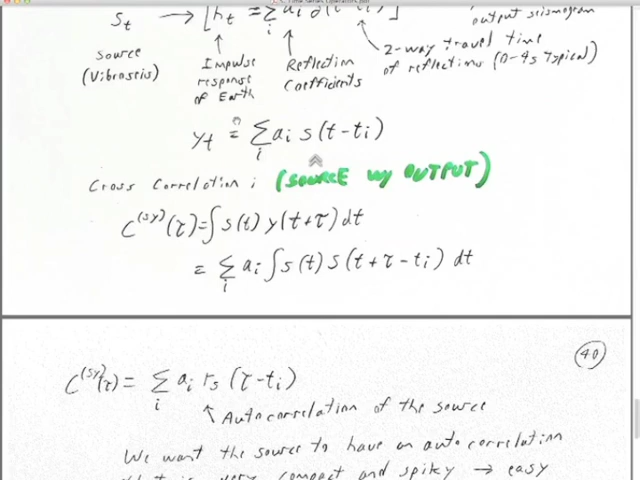 S_t → [h_t = Σ_i a_i δ(t-t_i)] output seismogram
Source (Vibroseis)
Impulse response of Earth
Reflection Coefficients
2-way travel time of reflections (0-4s Typical)
y_t = Σ_i a_i s(t-t_i)
Cross Correlation: (SOURCE w/ OUTPUT)
C^(sy)(τ) = ∫ s(t) y(t+τ) dt
= Σ_i a_i ∫ s(t) s(t+τ-t_i) dt
40
C^(sy)(τ) = Σ_i a_i r_s (τ-t_i)
Autocorrelation of the source
We want the source to have an autocorrelation
that is very compact and spiky → easy